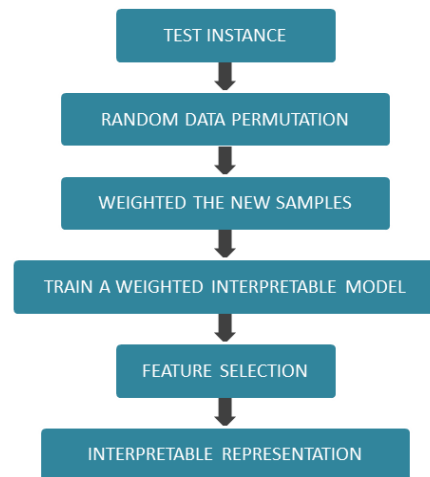 TEST INSTANCE
RANDOM DATA PERMUTATION
WEIGHTED THE NEW SAMPLES
TRAIN A WEIGHTED INTERPRETABLE MODEL
FEATURE SELECTION
INTERPRETABLE REPRESENTATION